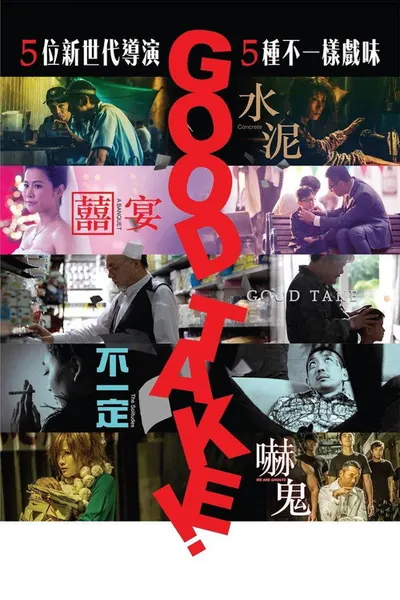 5位新世代導演
5種不一樣戲味
GOOD TAKE!
水泥
Concrete
囍宴
A BANQUET
GOOD TAKE
不一定
The Solitudes
嚇鬼
WE ARE GHOSTS